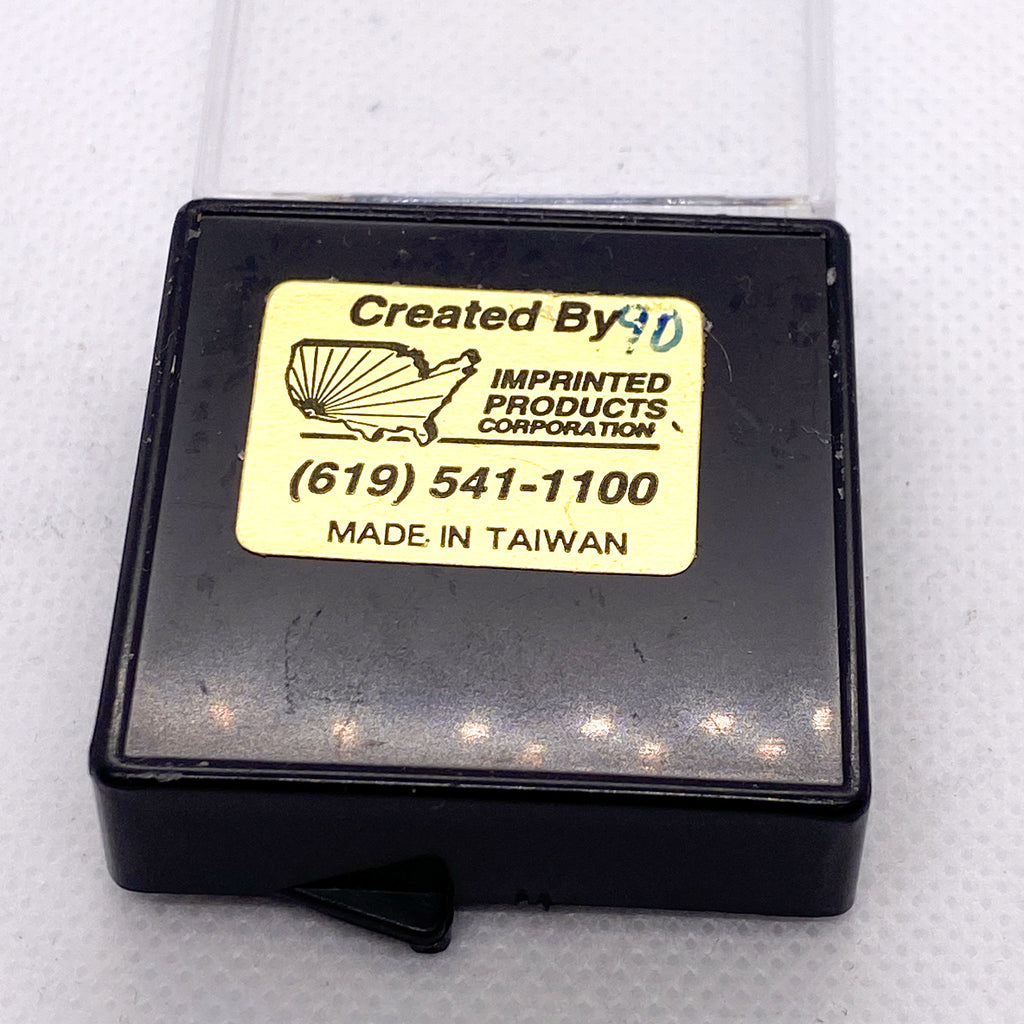 Created By 90
IMPRINTED
PRODUCTS
CORPORATION
(619) 541-1100
MADE IN TAIWAN